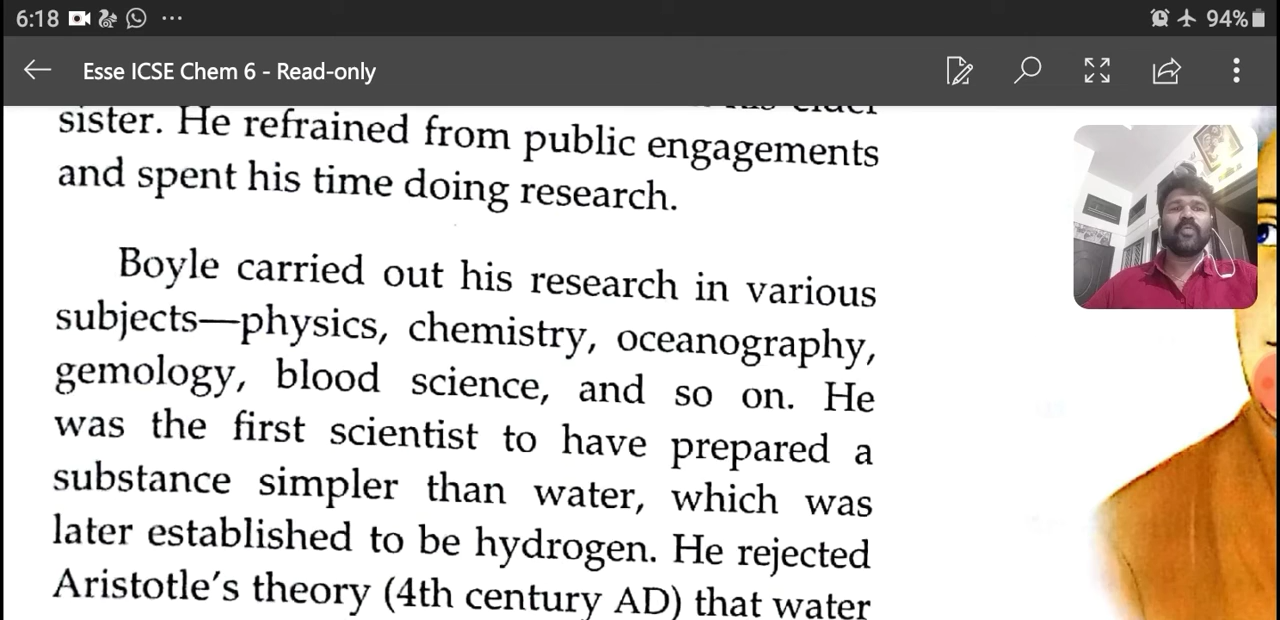 6:18
94%
Esse ICSE Chem 6 - Read-only
sister. He refrained from public engagements
and spent his time doing research.
Boyle carried out his research in various
subjects—physics, chemistry, oceanography,
gemology, blood science, and so on. He
was the first scientist to have prepared a
substance simpler than water, which was
later established to be hydrogen. He rejected
Aristotle's theory (4th century AD) that water